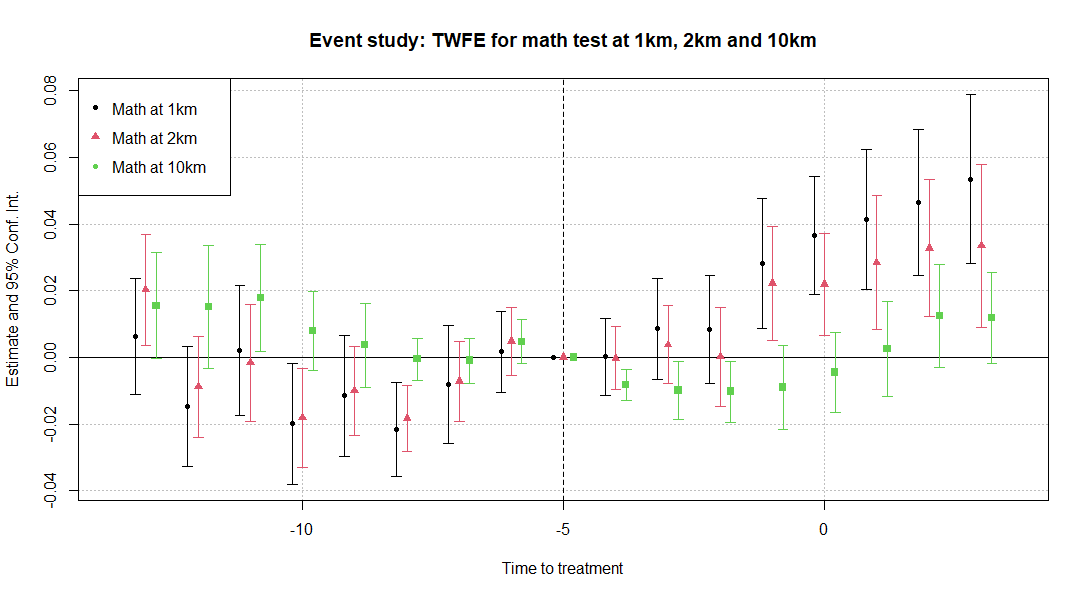 Event study: TWFE for math test at 1km, 2km and 10km
Math at 1km
Math at 2km
Math at 10km
Estimate and 95% Conf. Int.
0.08
0.06
0.04
0.02
0.00
-0.02
-0.04
-10
-5
0
Time to treatment